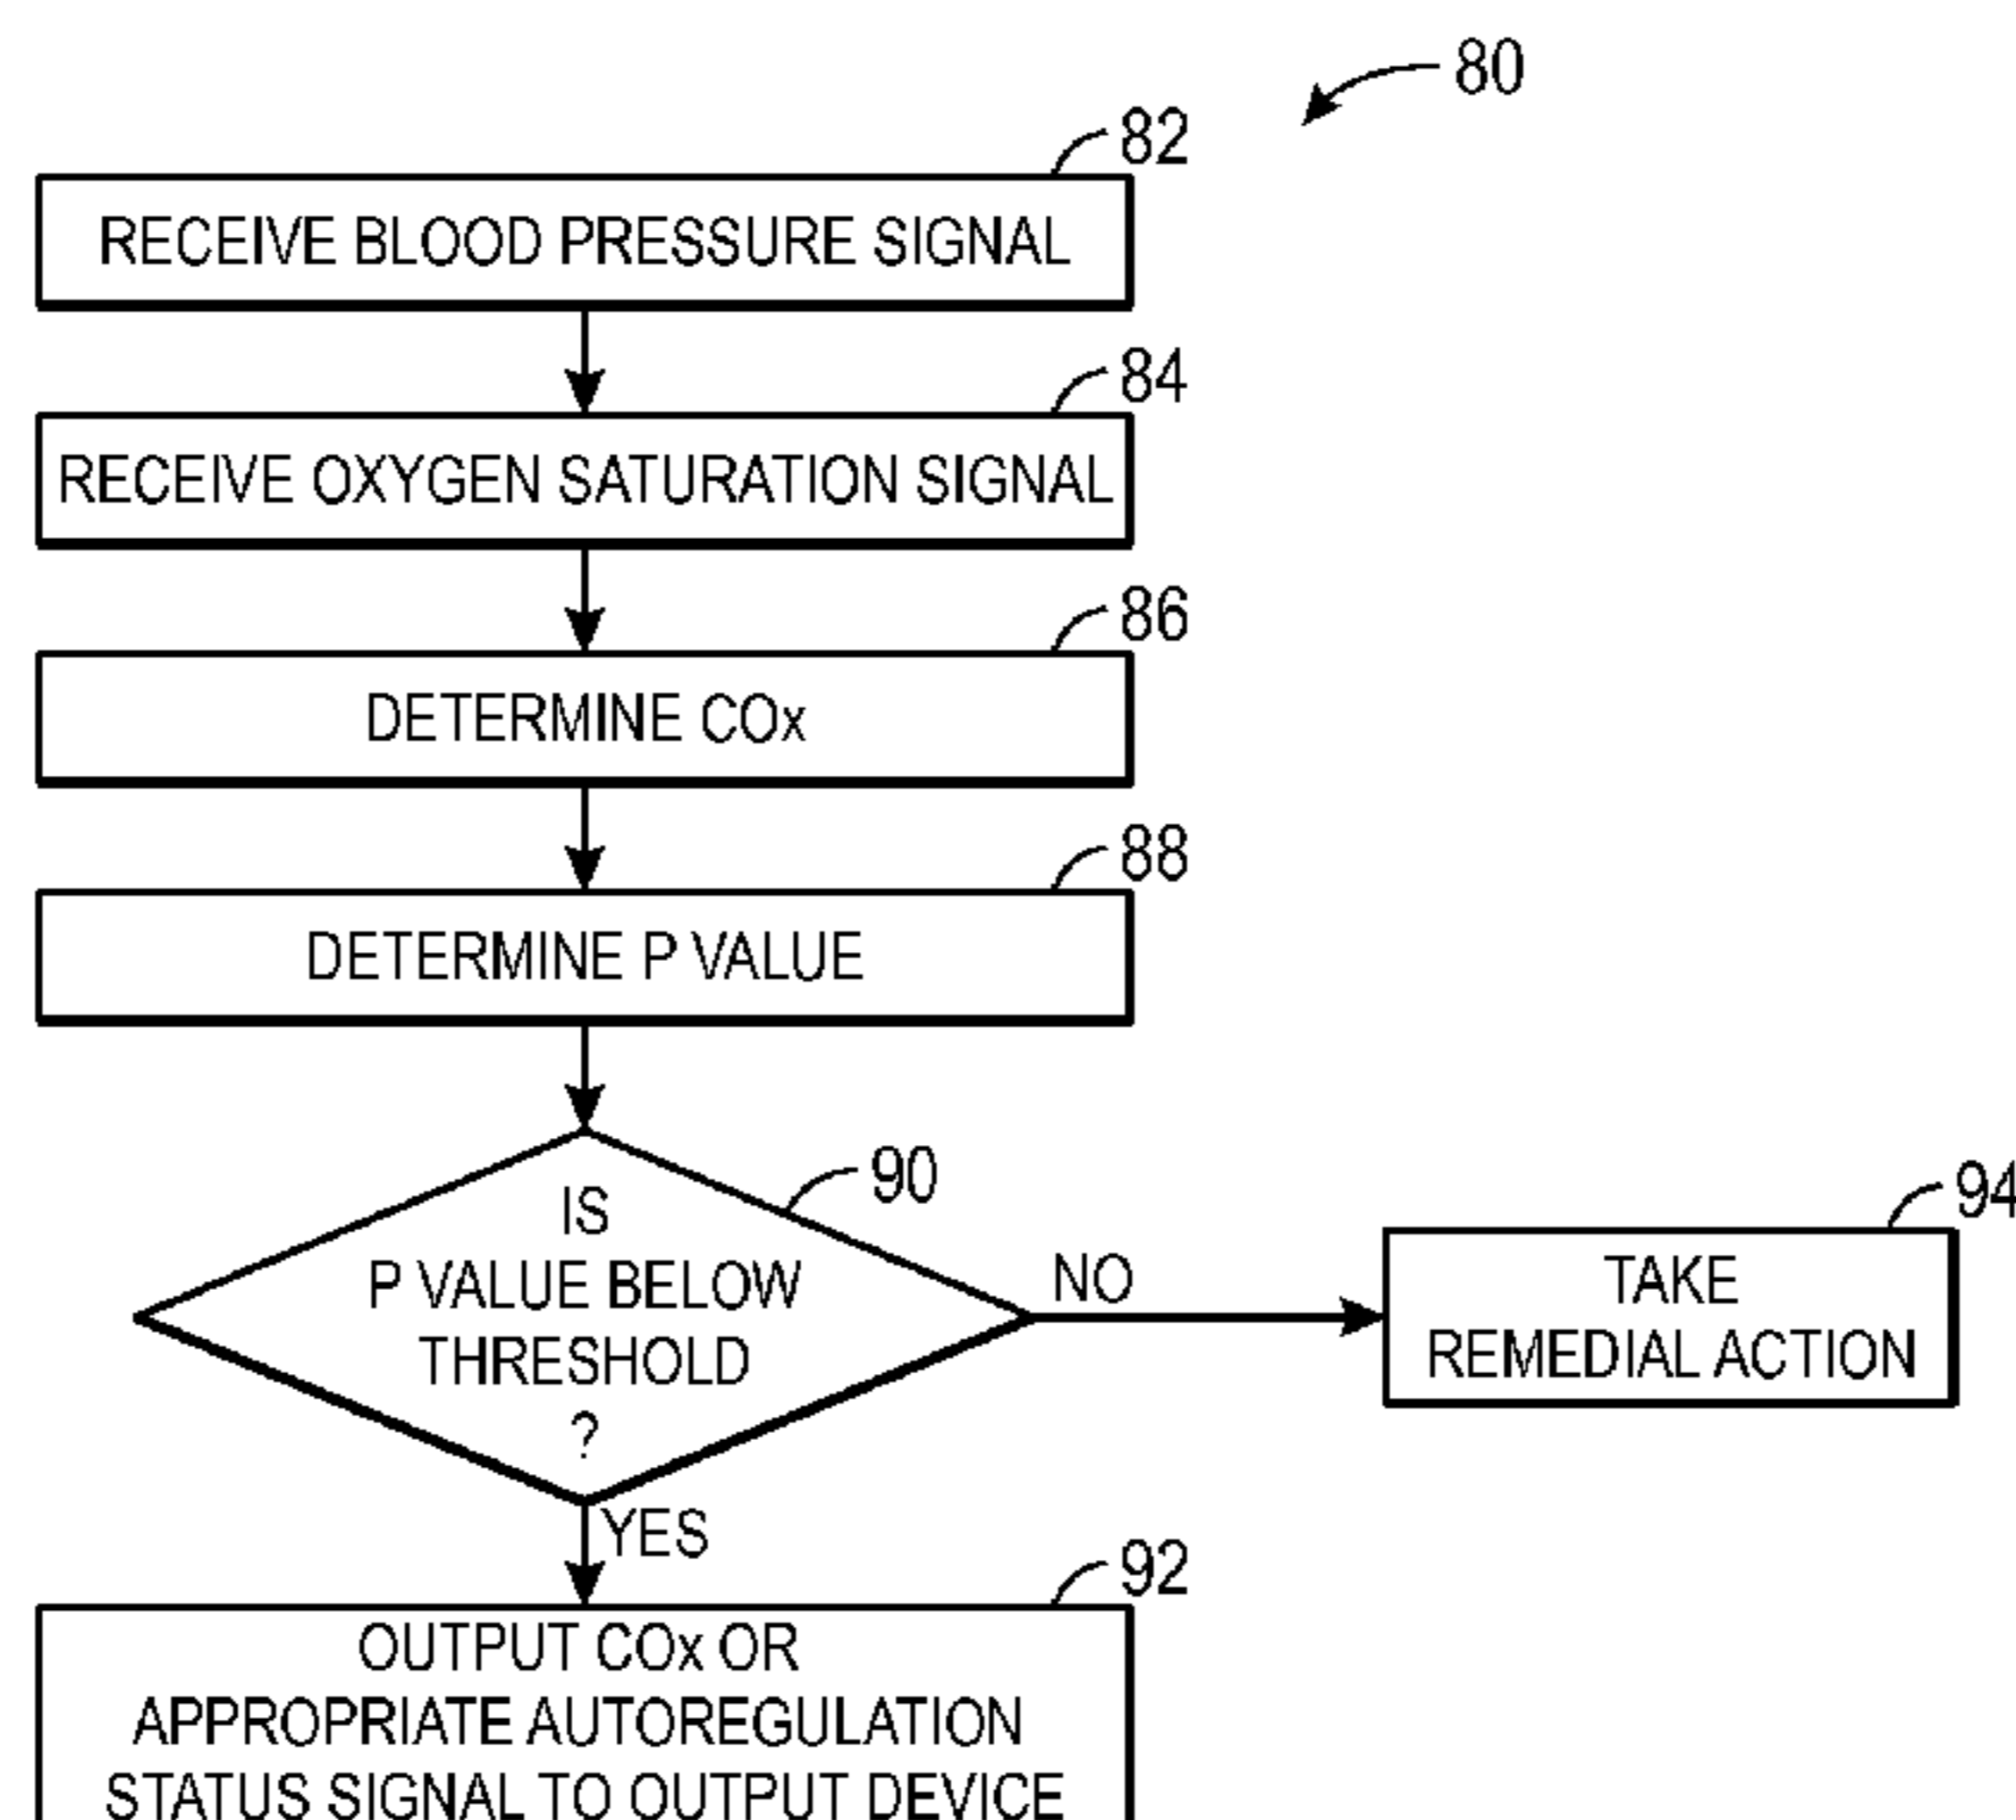 80
82
RECEIVE BLOOD PRESSURE SIGNAL
84
RECEIVE OXYGEN SATURATION SIGNAL
86
DETERMINE COx
88
DETERMINE P VALUE
90
IS
P VALUE BELOW
THRESHOLD
?
NO
94
TAKE
REMEDIAL ACTION
YES
92
OUTPUT COx OR
APPROPRIATE AUTOREGULATION
STATUS SIGNAL TO OUTPUT DEVICE